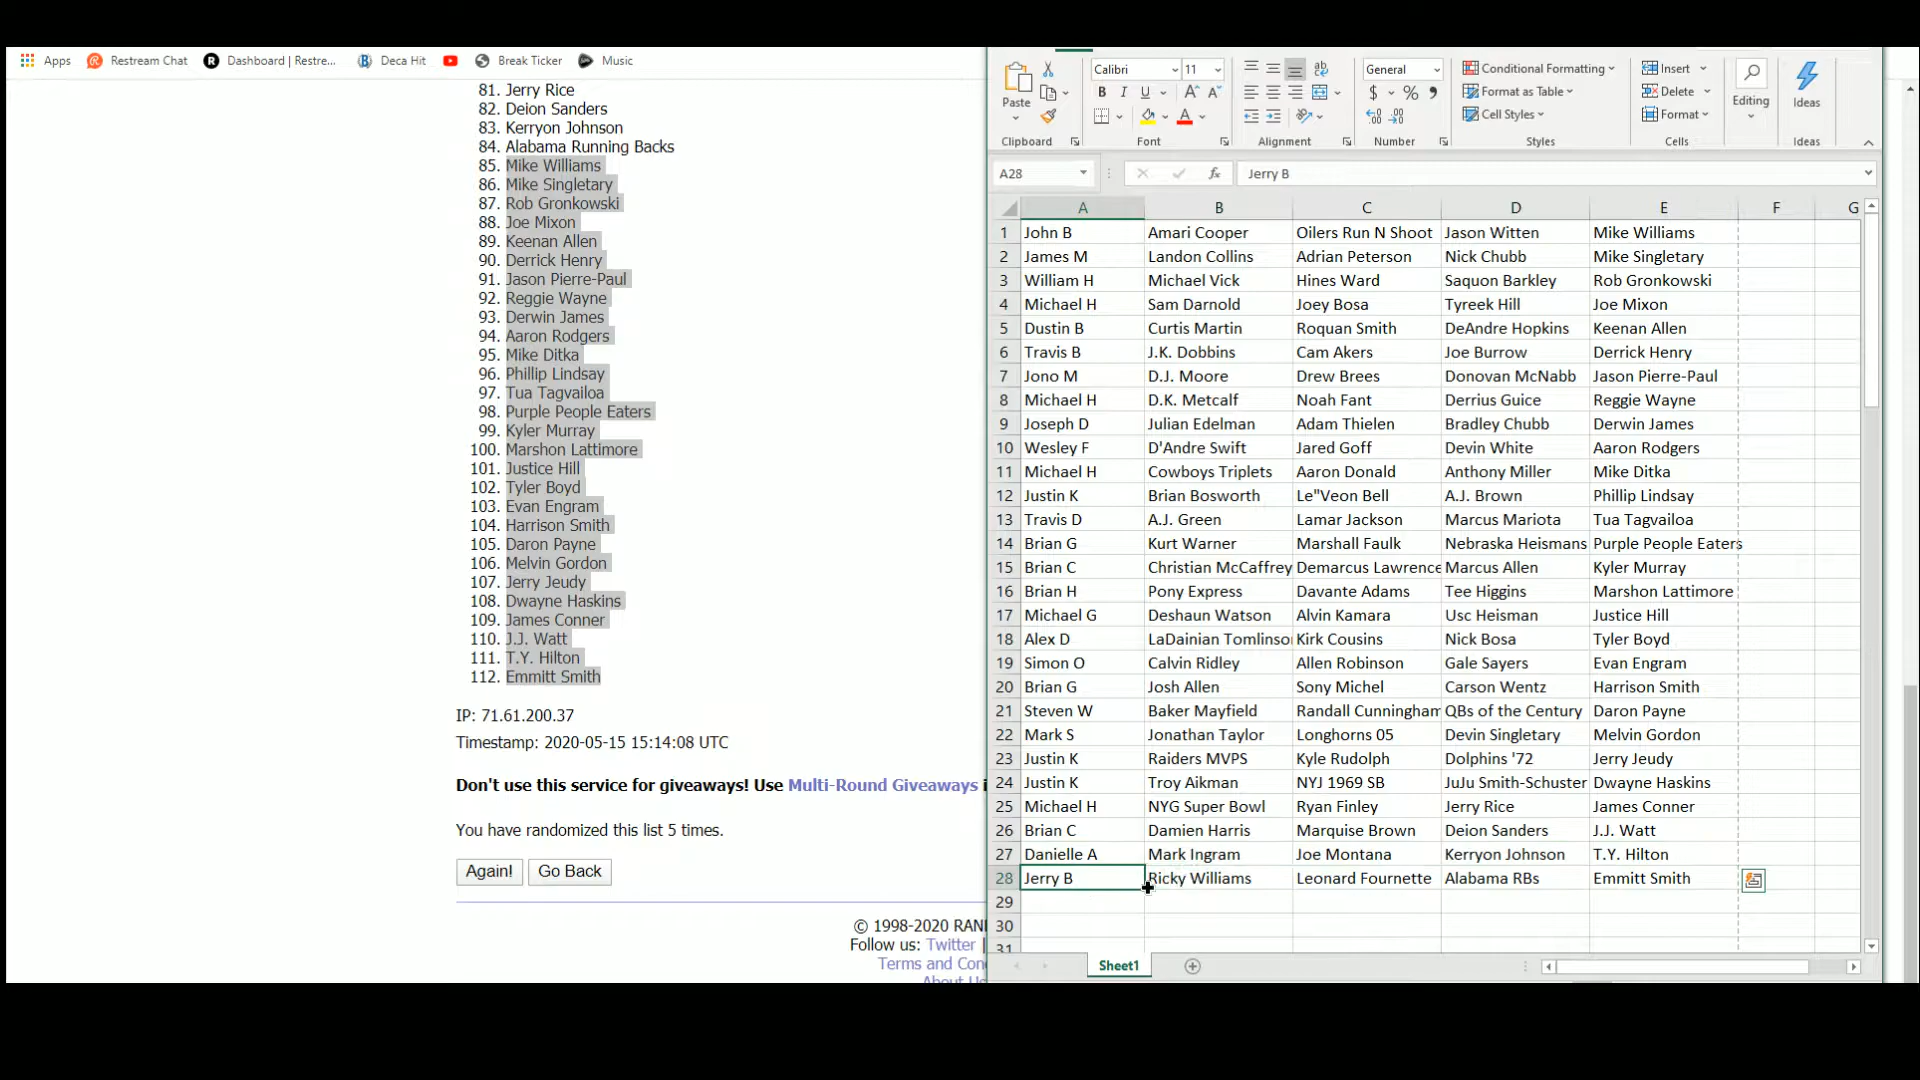 Apps Restream Chat Dashboard | Restre... Deca Hit Break Ticker Music
81. Jerry Rice
82. Deion Sanders
83. Kerryon Johnson
84. Alabama Running Backs
85. Mike Williams
86. Mike Singletary
87. Rob Gronkowski
88. Joe Mixon
89. Keenan Allen
90. Derrick Henry
91. Jason Pierre-Paul
92. Reggie Wayne
93. Derwin James
94. Aaron Rodgers
95. Mike Ditka
96. Phillip Lindsay
97. Tua Tagvailoa
98. Purple People Eaters
99. Kyler Murray
100. Marshon Lattimore
101. Justice Hill
102. Tyler Boyd
103. Evan Engram
104. Harrison Smith
105. Daron Payne
106. Melvin Gordon
107. Jerry Jeudy
108. Dwayne Haskins
109. James Conner
110. J.J. Watt
111. T.Y. Hilton
112. Emmitt Smith
IP: 71.61.200.37
Timestamp: 2020-05-15 15:14:08 UTC
Don't use this service for giveaways! Use Multi-Round Giveaways i
You have randomized this list 5 times.
Again! Go Back
© 1998-2020 RAN
Follow us: Twitter |
Terms and Con
About Us
Paste Calibri 11 General Conditional Formatting Insert Editing Ideas
B I U A A $ % Format as Table Delete
A Cell Styles Format
Clipboard Font Alignment Number Styles Cells Ideas
A28 fx Jerry B
A B C D E F G
1 John B Amari Cooper Oilers Run N Shoot Jason Witten Mike Williams
2 James M Landon Collins Adrian Peterson Nick Chubb Mike Singletary
3 William H Michael Vick Hines Ward Saquon Barkley Rob Gronkowski
4 Michael H Sam Darnold Joey Bosa Tyreek Hill Joe Mixon
5 Dustin B Curtis Martin Roquan Smith DeAndre Hopkins Keenan Allen
6 Travis B J.K. Dobbins Cam Akers Joe Burrow Derrick Henry
7 Jono M D.J. Moore Drew Brees Donovan McNabb Jason Pierre-Paul
8 Michael H D.K. Metcalf Noah Fant Derrius Guice Reggie Wayne
9 Joseph D Julian Edelman Adam Thielen Bradley Chubb Derwin James
10 Wesley F D'Andre Swift Jared Goff Devin White Aaron Rodgers
11 Michael H Cowboys Triplets Aaron Donald Anthony Miller Mike Ditka
12 Justin K Brian Bosworth Le"Veon Bell A.J. Brown Phillip Lindsay
13 Travis D A.J. Green Lamar Jackson Marcus Mariota Tua Tagvailoa
14 Brian G Kurt Warner Marshall Faulk Nebraska Heismans Purple People Eaters
15 Brian C Christian McCaffrey Demarcus Lawrence Marcus Allen Kyler Murray
16 Brian H Pony Express Davante Adams Tee Higgins Marshon Lattimore
17 Michael G Deshaun Watson Alvin Kamara Usc Heisman Justice Hill
18 Alex D LaDainian Tomlinso Kirk Cousins Nick Bosa Tyler Boyd
19 Simon O Calvin Ridley Allen Robinson Gale Sayers Evan Engram
20 Brian G Josh Allen Sony Michel Carson Wentz Harrison Smith
21 Steven W Baker Mayfield Randall Cunningham QBs of the Century Daron Payne
22 Mark S Jonathan Taylor Longhorns 05 Devin Singletary Melvin Gordon
23 Justin K Raiders MVPS Kyle Rudolph Dolphins '72 Jerry Jeudy
24 Justin K Troy Aikman NYJ 1969 SB JuJu Smith-Schuster Dwayne Haskins
25 Michael H NYG Super Bowl Ryan Finley Jerry Rice James Conner
26 Brian C Damien Harris Marquise Brown Deion Sanders J.J. Watt
27 Danielle A Mark Ingram Joe Montana Kerryon Johnson T.Y. Hilton
28 Jerry B Ricky Williams Leonard Fournette Alabama RBs Emmitt Smith
29
30
31
Sheet1